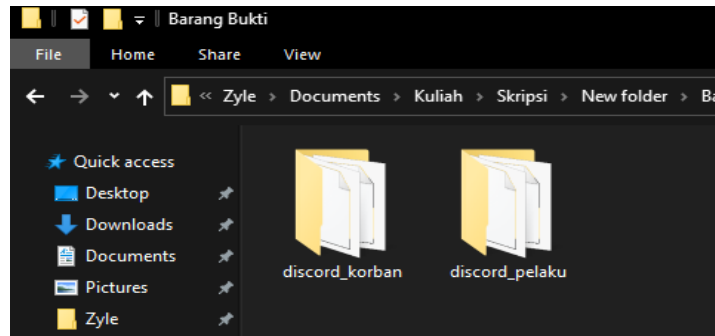 Barang Bukti
File Home Share View
« Zyle > Documents > Kuliah > Skripsi > New folder >
Quick access
Desktop
Downloads
Documents
Pictures
Zyle
discord_korban discord_pelaku